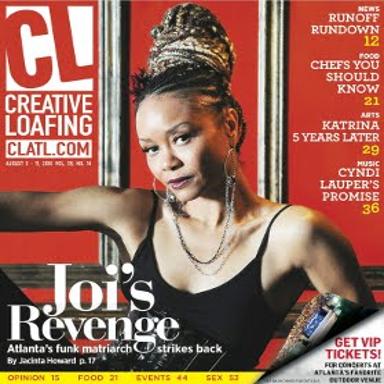 CL
CREATIVE
LOAFING
CLATL.COM
NEWS
RUNOFF
RUNDOWN
12
FOOD
CHEFS YOU
SHOULD
KNOW
21
ARTS
KATRINA
5 YEARS LATER
29
MUSIC
CYNDI
LAUPER'S
PROMISE
36
Joi's
Revenge
Atlanta's funk matriarch strikes back
By Jacinta Howard p. 17
GET VIP
TICKETS!
FOR CONCERTS AT
ATLANTA'S FAVORITE
OUTDOOR VENUE
OPINION 15 FOOD 21 EVENTS 44 SEX 53